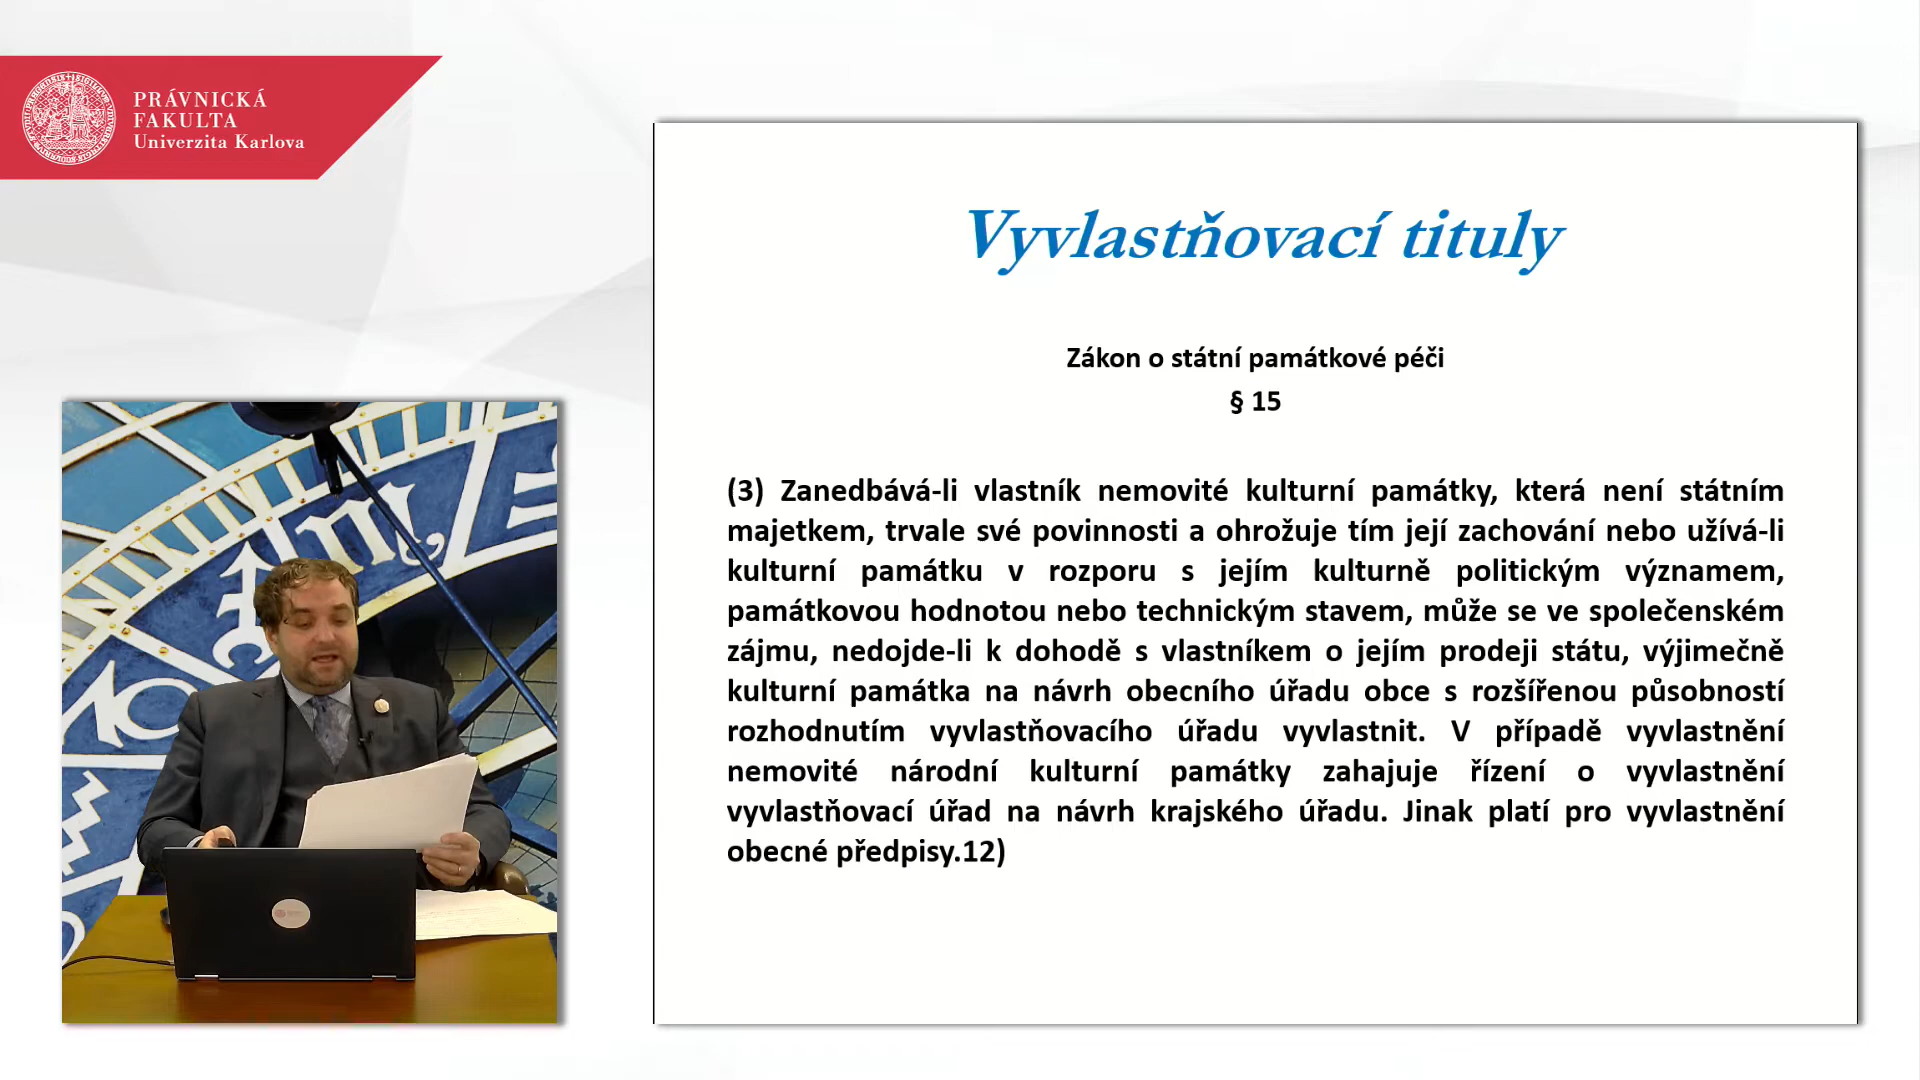 PRÁVNICKÁ
FAKULTA
Univerzita Karlova
Vyvlastňovací tituly
Zákon o státní památkové péči
§ 15
(3) Zanedbává-li vlastník nemovité kulturní památky, která není státním
majetkem, trvale své povinnosti a ohrožuje tím její zachování nebo užívá-li
kulturní památku v rozporu s jejím kulturně politickým významem,
památkovou hodnotou nebo technickým stavem, může se ve společenském
zájmu, nedojde-li k dohodě s vlastníkem o jejím prodeji státu, výjimečně
kulturní památka na návrh obecního úřadu obce s rozšířenou působností
rozhodnutím vyvlastňovacího úřadu vyvlastnit. V případě vyvlastnění
nemovité národní kulturní památky zahajuje řízení o vyvlastnění
vyvlastňovací úřad na návrh krajského úřadu. Jinak platí pro vyvlastnění
obecné předpisy.12)